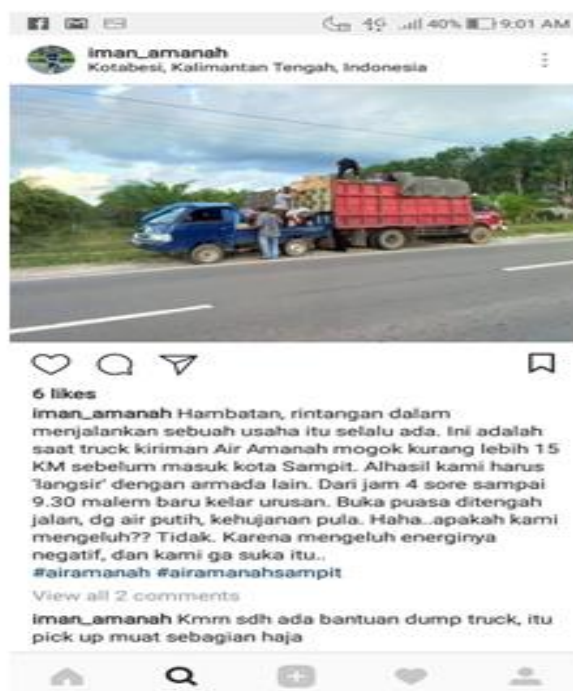 4G 40% 9:01 AM
iman_amanah
Kotabesi, Kalimantan Tengah, Indonesia
6 likes
iman_amanah Hambatan, rintangan dalam
menjalankan sebuah usaha itu selalu ada. Ini adalah
saat truck kiriman Air Amanah mogok kurang lebih 15
KM sebelum masuk kota Sampit. Alhasil kami harus
'langsir' dengan armada lain. Dari jam 4 sore sampai
9.30 malem baru kelar urusan. Buka puasa ditengah
jalan, dg air putih, kehujanan pula. Haha..apakah kami
mengeluh?? Tidak. Karena mengeluh energinya
negatif, dan kami ga suka itu..
#airamanah #airamanahsampit
View all 2 comments
iman_amanah Kmrn sdh ada bantuan dump truck, itu
pick up muat sebagian haja